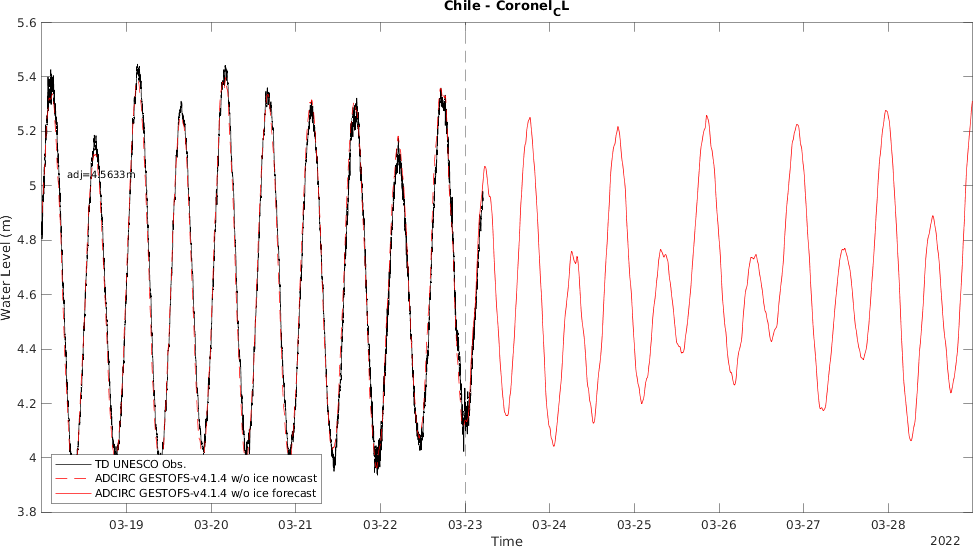 Chile - Coronel_CL
5.6
5.4
5.2
5
4.8
4.6
4.4
4.2
4
3.8
Water Level (m)
adj=4.5633m
TD UNESCO Obs.
ADCIRC GESTOFS-v4.1.4 w/o ice nowcast
ADCIRC GESTOFS-v4.1.4 w/o ice forecast
03-19 03-20 03-21 03-22 03-23 03-24 03-25 03-26 03-27 03-28
Time
2022